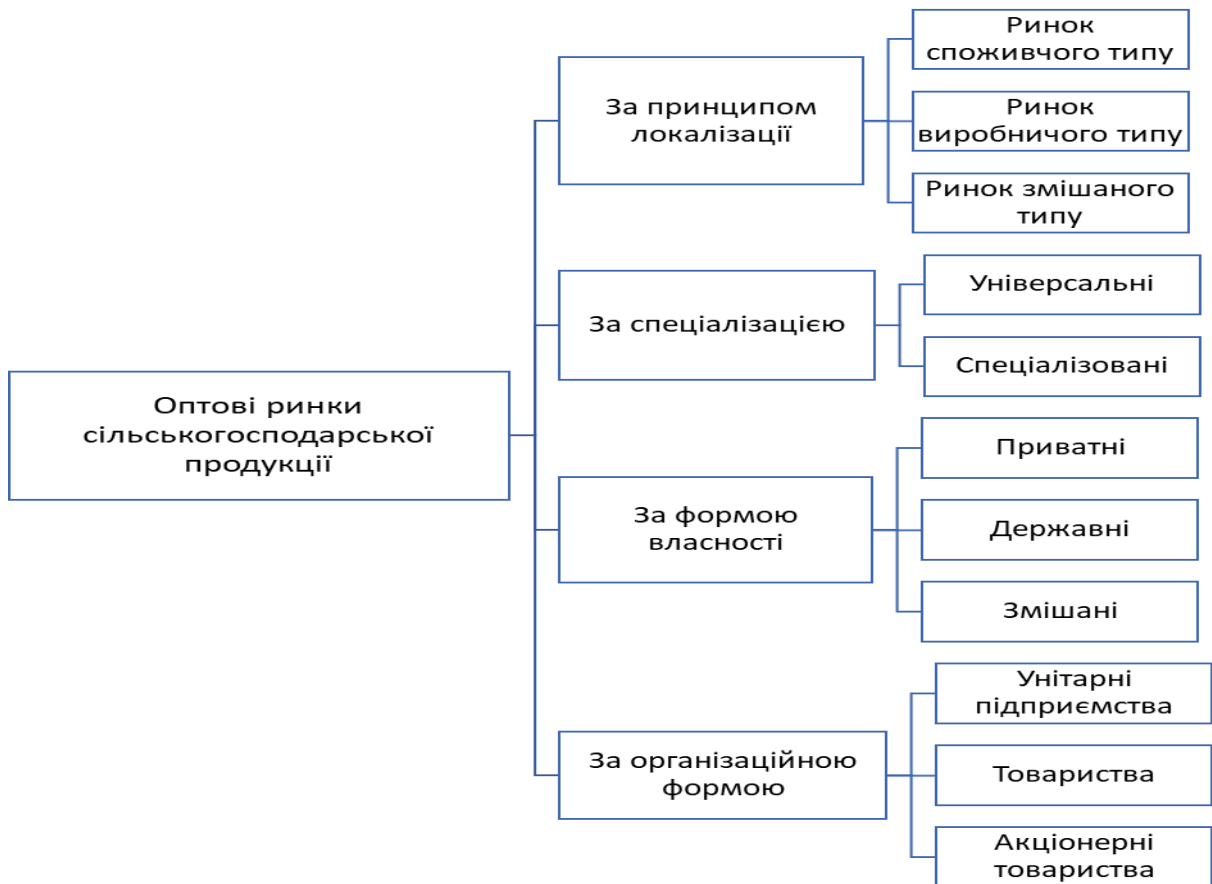 Оптові ринки
сільськогосподарської
продукції
За принципом
локалізації
Ринок
споживчого типу
Ринок
виробничого типу
Ринок змішаного
типу
За спеціалізацією
Універсальні
Спеціалізовані
За формою
власності
Приватні
Державні
Змішані
За організаційною
формою
Унітарні
підприємства
Товариства
Акціонерні
товариства